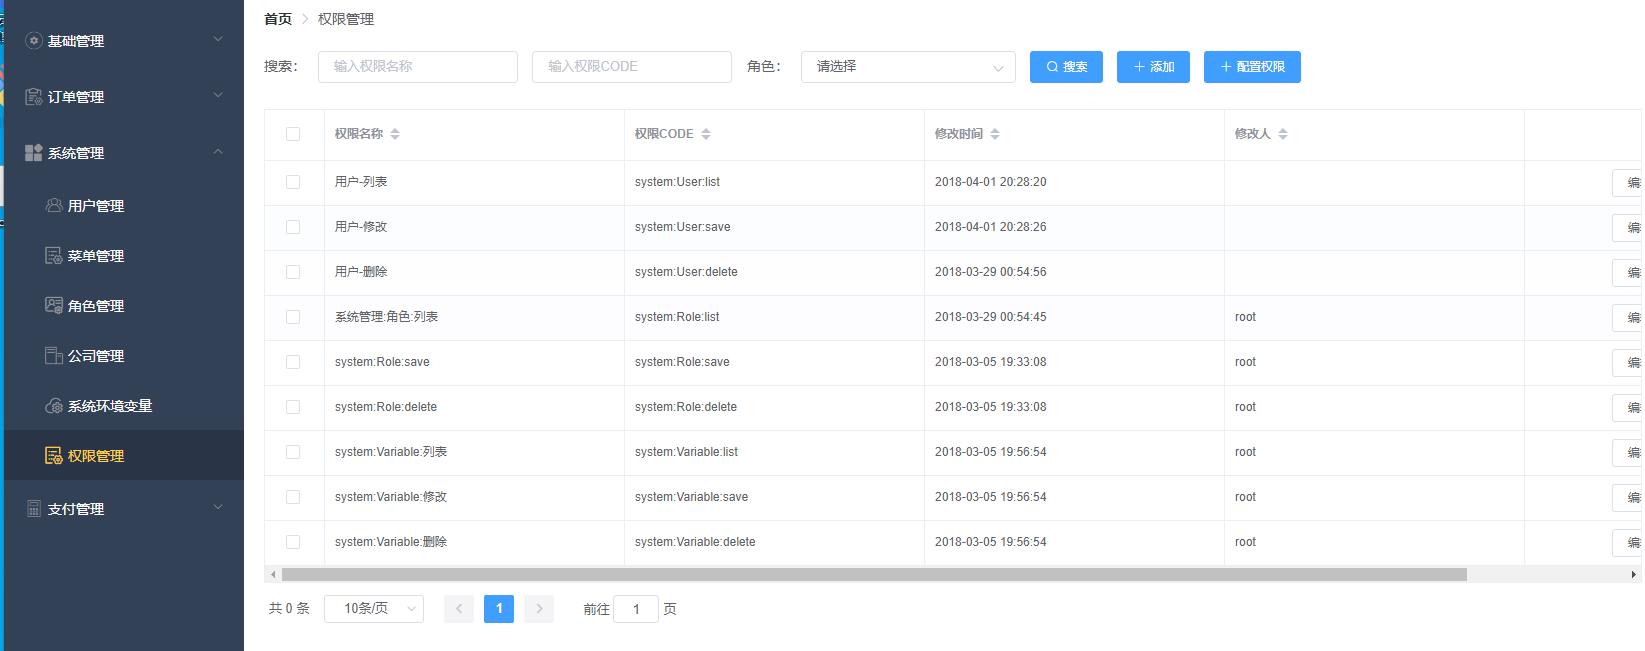 首页 > 权限管理
基础管理
订单管理
系统管理
用户管理
菜单管理
角色管理
公司管理
系统环境变量
权限管理
支付管理
搜索： 输入权限名称 输入权限CODE 角色： 请选择 搜索 + 添加 + 配置权限
权限名称 权限CODE 修改时间 修改人
用户-列表 system:User:list 2018-04-01 20:28:20
用户-修改 system:User:save 2018-04-01 20:28:26
用户-删除 system:User:delete 2018-03-29 00:54:56
系统管理:角色:列表 system:Role:list 2018-03-29 00:54:45 root
system:Role:save system:Role:save 2018-03-05 19:33:08 root
system:Role:delete system:Role:delete 2018-03-05 19:33:08 root
system:Variable:列表 system:Variable:list 2018-03-05 19:56:54 root
system:Variable:修改 system:Variable:save 2018-03-05 19:56:54 root
system:Variable:删除 system:Variable:delete 2018-03-05 19:56:54 root
共 0 条 10条/页 < 1 > 前往 1 页